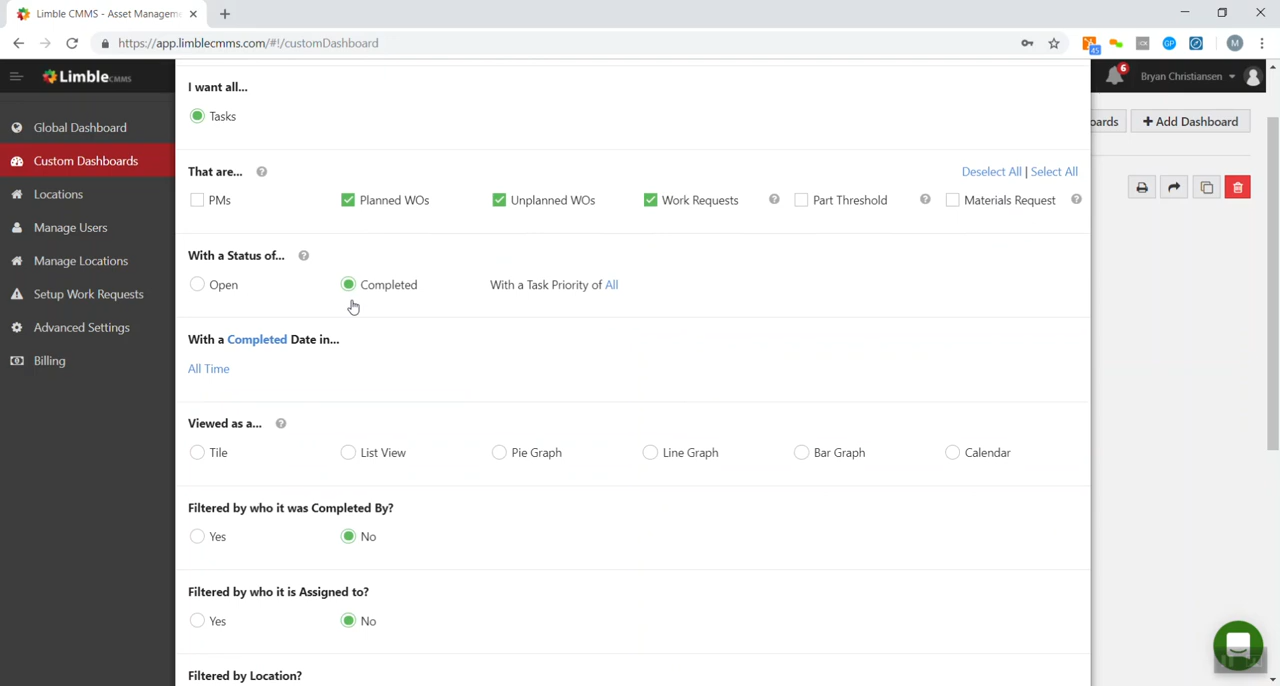 Limble CMMS - Asset Manageme
https://app.limblecmms.com/#!/customDashboard
45
GP
M
Limble CMMS
6
Bryan Christiansen
Global Dashboard
Custom Dashboards
Locations
Manage Users
Manage Locations
Setup Work Requests
Advanced Settings
Billing
oards
Add Dashboard
I want all...
Tasks
That are...
Deselect All | Select All
PMs Planned WOs Unplanned WOs Work Requests Part Threshold Materials Request
With a Status of...
Open Completed With a Task Priority of All
With a Completed Date in...
All Time
Viewed as a...
Tile List View Pie Graph Line Graph Bar Graph Calendar
Filtered by who it was Completed By?
Yes No
Filtered by who it is Assigned to?
Yes No
Filtered by Location?